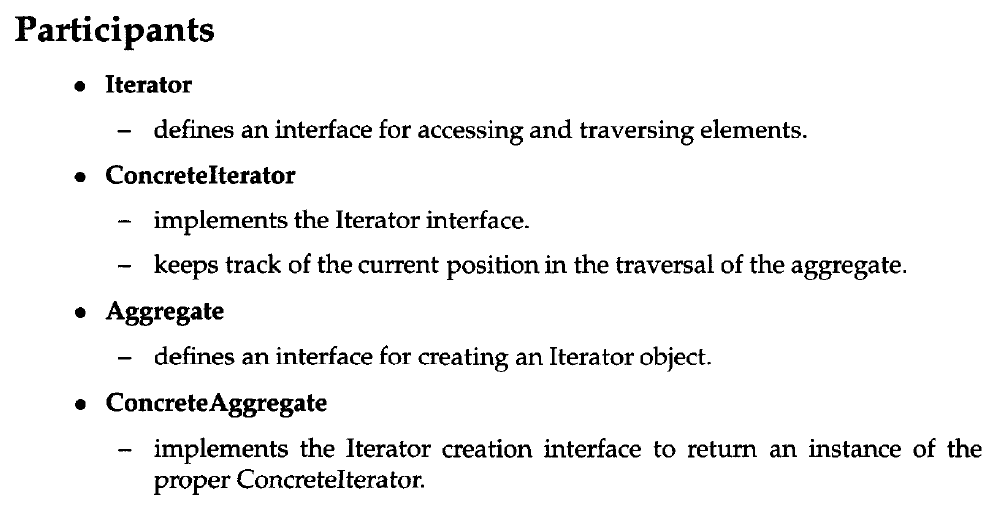 Participants
• Iterator
– defines an interface for accessing and traversing elements.
• ConcreteIterator
– implements the Iterator interface.
– keeps track of the current position in the traversal of the aggregate.
• Aggregate
– defines an interface for creating an Iterator object.
• ConcreteAggregate
– implements the Iterator creation interface to return an instance of the
proper ConcreteIterator.